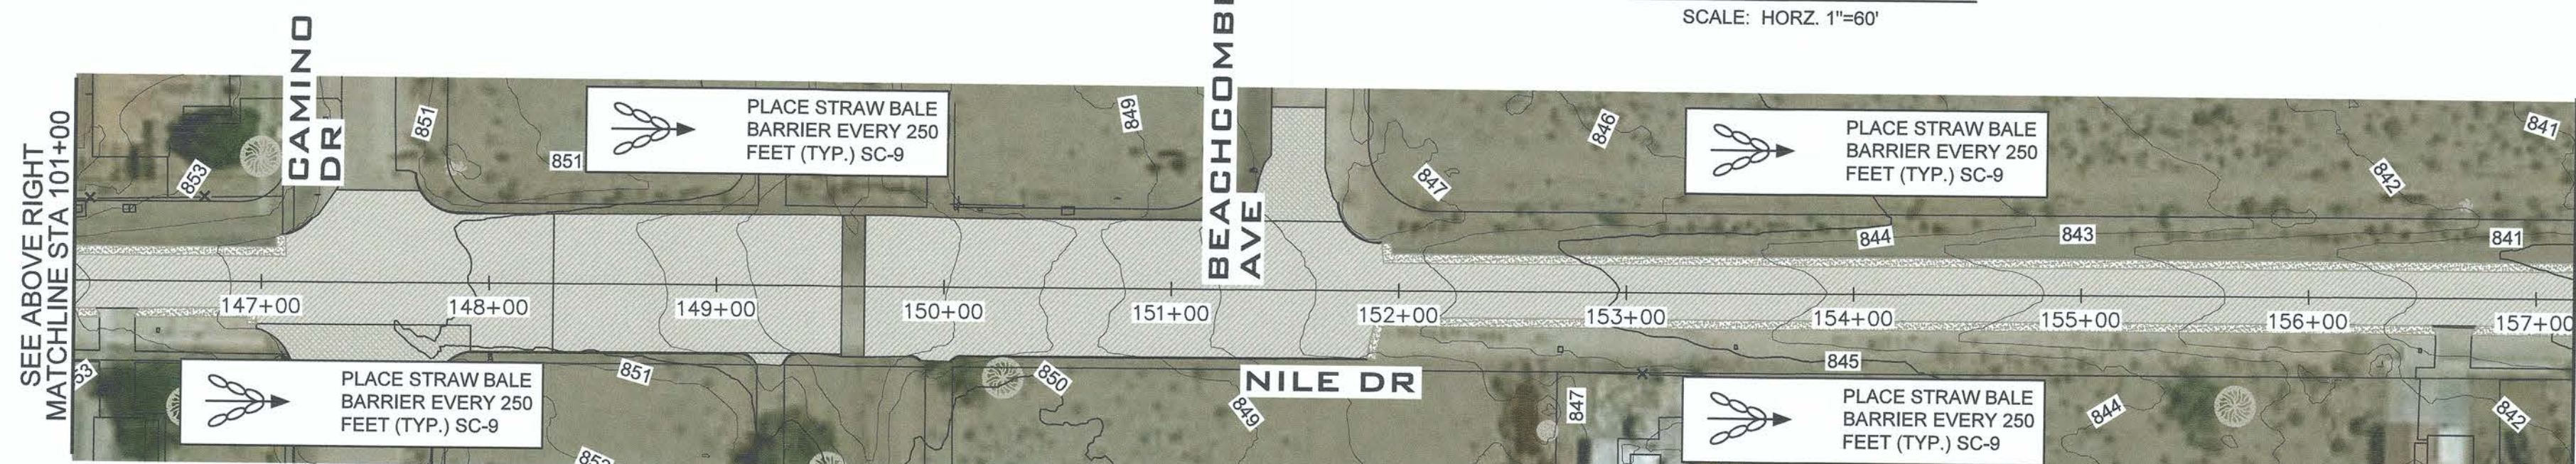 SCALE: HORZ. 1"=60'
SEE ABOVE RIGHT
MATCHLINE STA 101+00
CAMINO
DR
BEACHCOMBE
AVE
NILE DR
PLACE STRAW BALE
BARRIER EVERY 250
FEET (TYP.) SC-9
PLACE STRAW BALE
BARRIER EVERY 250
FEET (TYP.) SC-9
853
851
851
849
847
846
842
841
844
843
841
147+00
148+00
149+00
150+00
151+00
152+00
153+00
154+00
155+00
156+00
157+00
53
851
850
849
847
845
844
842
PLACE STRAW BALE
BARRIER EVERY 250
FEET (TYP.) SC-9
PLACE STRAW BALE
BARRIER EVERY 250
FEET (TYP.) SC-9